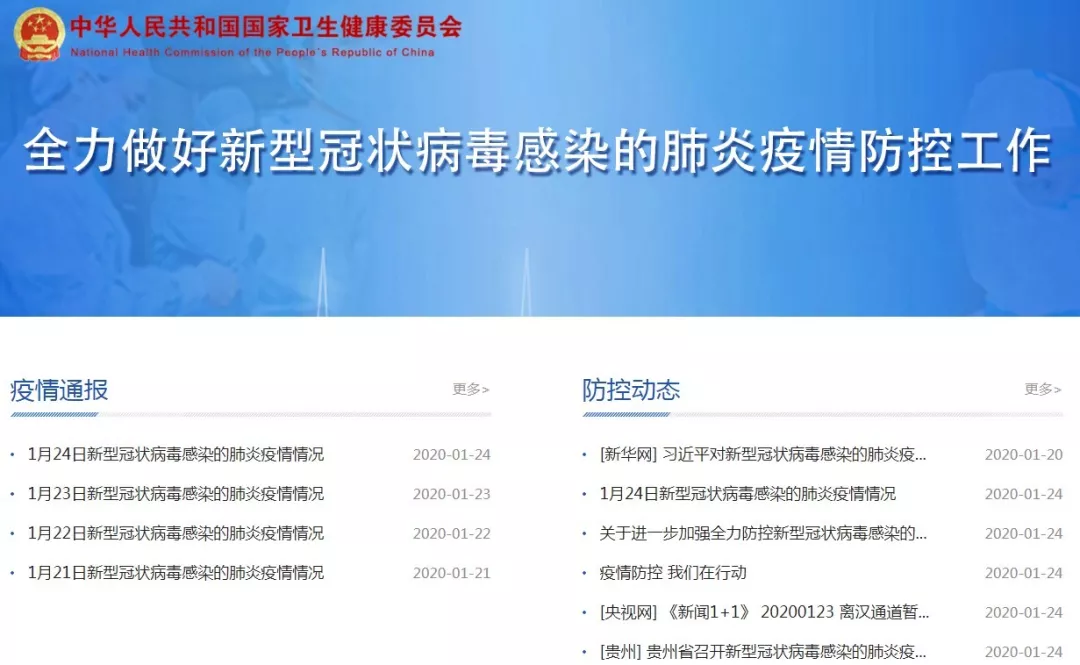 中华人民共和国国家卫生健康委员会
National Health Commission of the People's Republic of China
全力做好新型冠状病毒感染的肺炎疫情防控工作
疫情通报 更多>
1月24日新型冠状病毒感染的肺炎疫情情况 2020-01-24
1月23日新型冠状病毒感染的肺炎疫情情况 2020-01-23
1月22日新型冠状病毒感染的肺炎疫情情况 2020-01-22
1月21日新型冠状病毒感染的肺炎疫情情况 2020-01-21
防控动态 更多>
[新华网] 习近平对新型冠状病毒感染的肺炎疫... 2020-01-20
1月24日新型冠状病毒感染的肺炎疫情情况 2020-01-24
关于进一步加强全力防控新型冠状病毒感染的... 2020-01-24
疫情防控 我们在行动 2020-01-24
[央视网] 《新闻1+1》 20200123 离汉通道暂... 2020-01-24
[贵州] 贵州省召开新型冠状病毒感染的肺炎疫... 2020-01-24